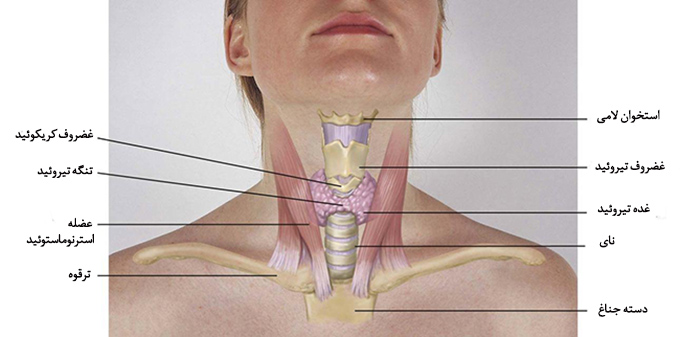 استخوان لامی
غضروف تیروئید
غده تیروئید
نای
دسته جناغ
غضروف کریکوئید
تنگه تیروئید
عضله
استرنوماستوئید
ترقوه